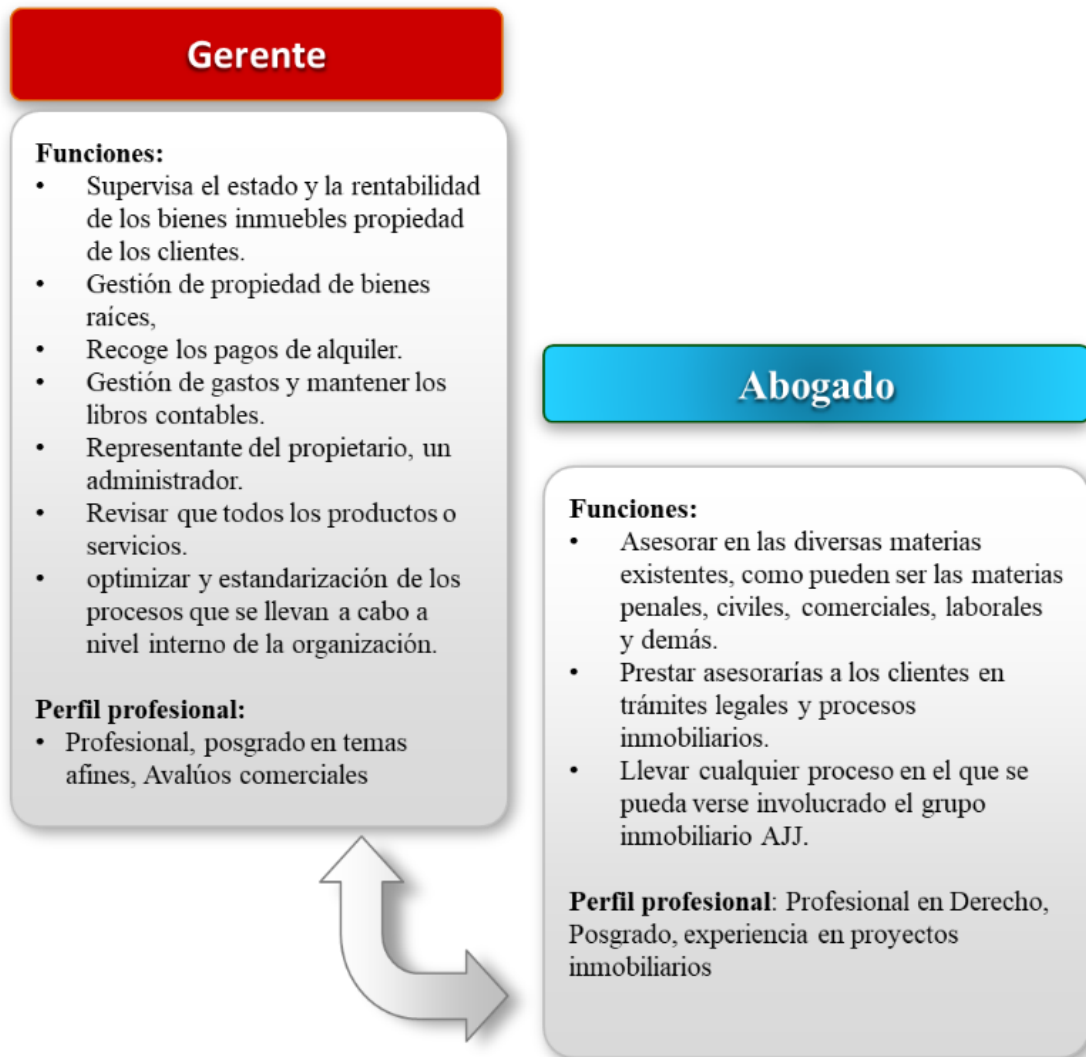 Gerente
Funciones:
• Supervisa el estado y la rentabilidad
de los bienes inmuebles propiedad
de los clientes.
• Gestión de propiedad de bienes
raíces,
• Recoge los pagos de alquiler.
• Gestión de gastos y mantener los
libros contables.
• Representante del propietario, un
administrador.
• Revisar que todos los productos o
servicios.
• optimizar y estandarización de los
procesos que se llevan a cabo a
nivel interno de la organización.
Perfil profesional:
• Profesional, posgrado en temas
afines, Avalúos comerciales
Abogado
Funciones:
• Asesorar en las diversas materias
existentes, como pueden ser las materias
penales, civiles, comerciales, laborales
y demás.
• Prestar asesorarías a los clientes en
trámites legales y procesos
inmobiliarios.
• Llevar cualquier proceso en el que se
pueda verse involucrado el grupo
inmobiliario AJJ.
Perfil profesional: Profesional en Derecho,
Posgrado, experiencia en proyectos
inmobiliarios